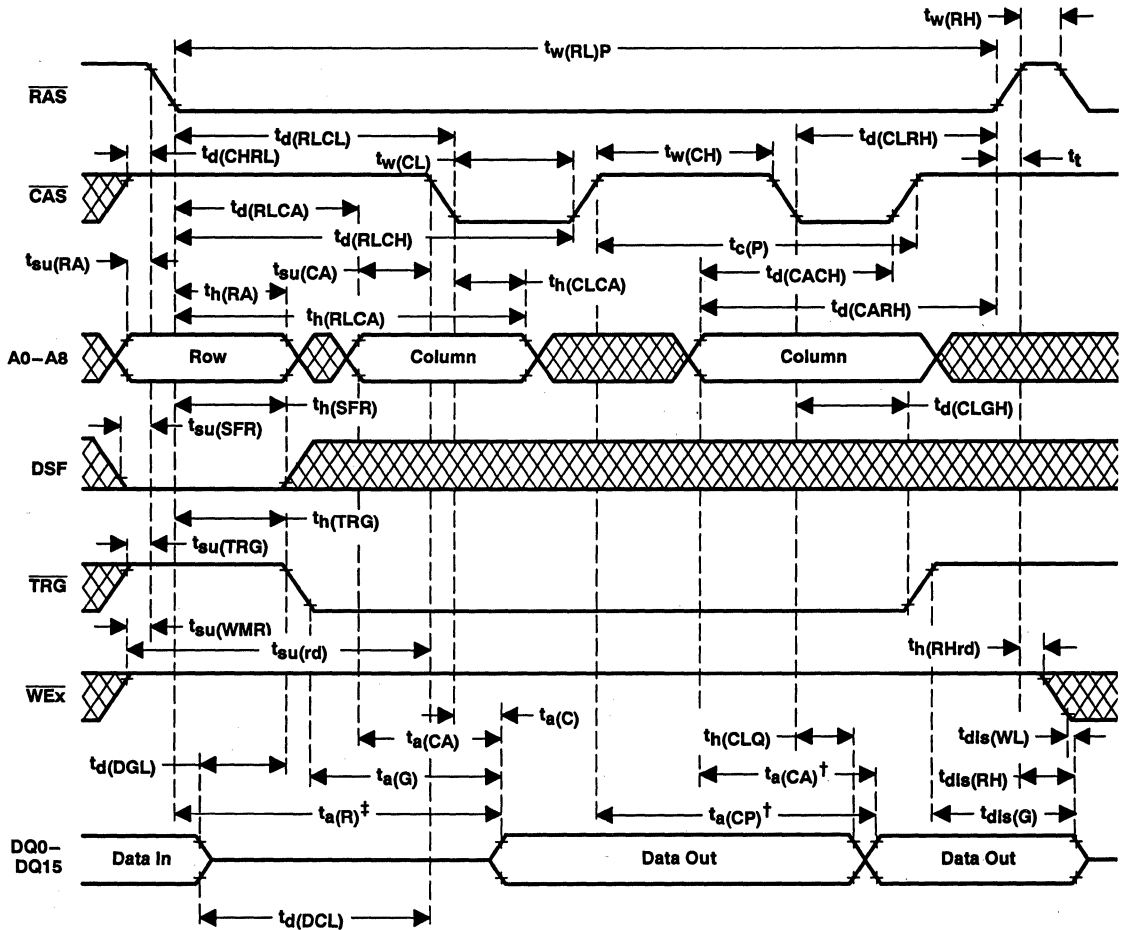 tw(RH)
tw(RL)P
RAS
td(RLCL)
td(CLRH)
td(CHRL)
tw(CL)
tw(CH)
tt
CAS
td(RLCA)
td(RLCH)
tc(P)
tsu(RA)
tsu(CA)
td(CACH)
th(RA)
th(CLCA)
th(RLCA)
td(CARH)
A0–A8
Row
Column
Column
th(SFR)
td(CLGH)
tsu(SFR)
DSF
th(TRG)
tsu(TRG)
TRG
tsu(WMR)
tsu(rd)
th(RHrd)
WEx
ta(C)
ta(CA)
th(CLQ)
tdis(WL)
td(DGL)
ta(G)
ta(CA)†
tdis(RH)
ta(R)‡
ta(CP)†
tdis(G)
DQ0–
DQ15
Data In
Data Out
Data Out
td(DCL)